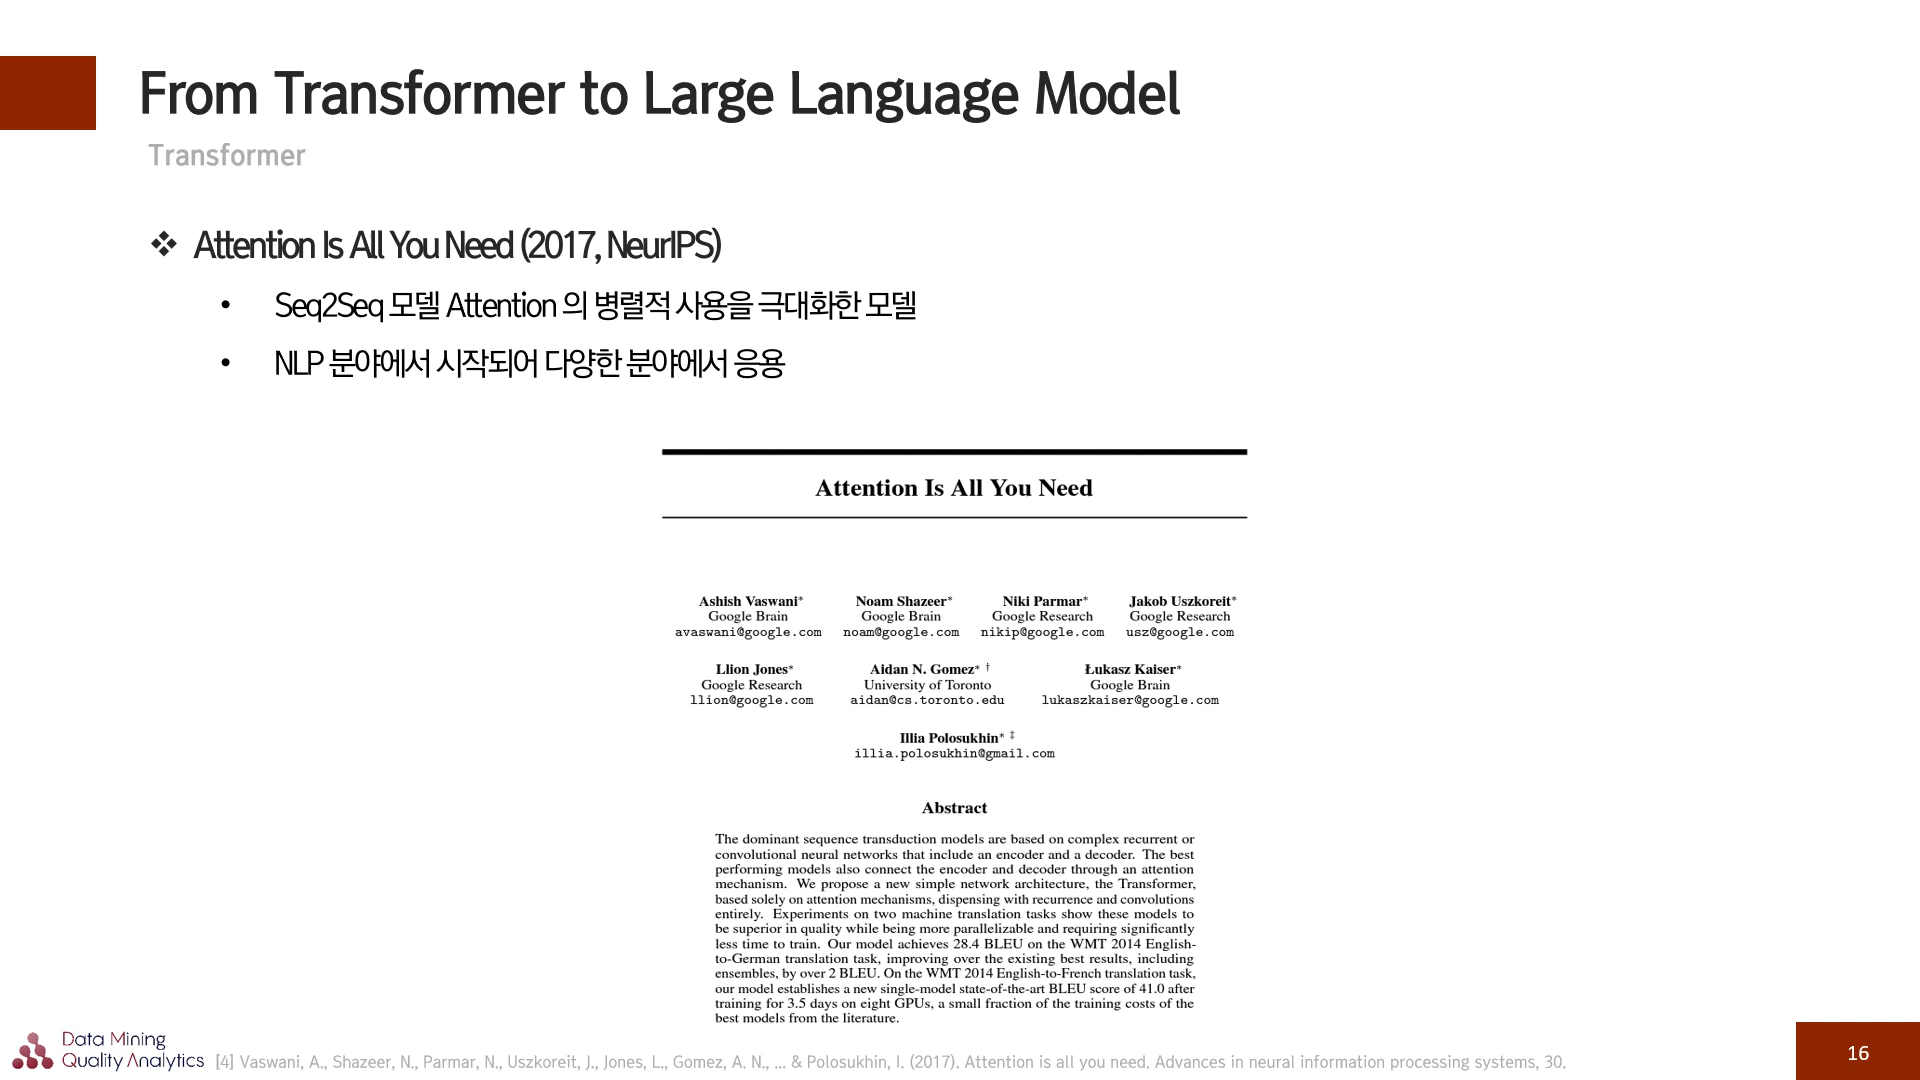 From Transformer to Large Language Model
Transformer
❖ Attention Is All You Need (2017, NeurIPS)
• Seq2Seq 모델 Attention 의 병렬적 사용을 극대화한 모델
• NLP 분야에서 시작되어 다양한 분야에서 응용
Attention Is All You Need
Ashish Vaswani* Noam Shazeer* Niki Parmar* Jakob Uszkoreit*
Google Brain Google Brain Google Research Google Research
avaswani@google.com noam@google.com nikip@google.com usz@google.com
Llion Jones* Aidan N. Gomez* † Łukasz Kaiser*
Google Research University of Toronto Google Brain
llion@google.com aidan@cs.toronto.edu lukaszkaiser@google.com
Illia Polosukhin* ‡
illia.polosukhin@gmail.com
Abstract
The dominant sequence transduction models are based on complex recurrent or
convolutional neural networks that include an encoder and a decoder. The best
performing models also connect the encoder and decoder through an attention
mechanism. We propose a new simple network architecture, the Transformer,
based solely on attention mechanisms, dispensing with recurrence and convolutions
entirely. Experiments on two machine translation tasks show these models to
be superior in quality while being more parallelizable and requiring significantly
less time to train. Our model achieves 28.4 BLEU on the WMT 2014 English-
to-German translation task, improving over the existing best results, including
ensembles, by over 2 BLEU. On the WMT 2014 English-to-French translation task,
our model establishes a new single-model state-of-the-art BLEU score of 41.0 after
training for 3.5 days on eight GPUs, a small fraction of the training costs of the
best models from the literature.
Data Mining
Quality Analytics
[4] Vaswani, A., Shazeer, N., Parmar, N., Uszkoreit, J., Jones, L., Gomez, A. N., ... & Polosukhin, I. (2017). Attention is all you need. Advances in neural information processing systems, 30.
16